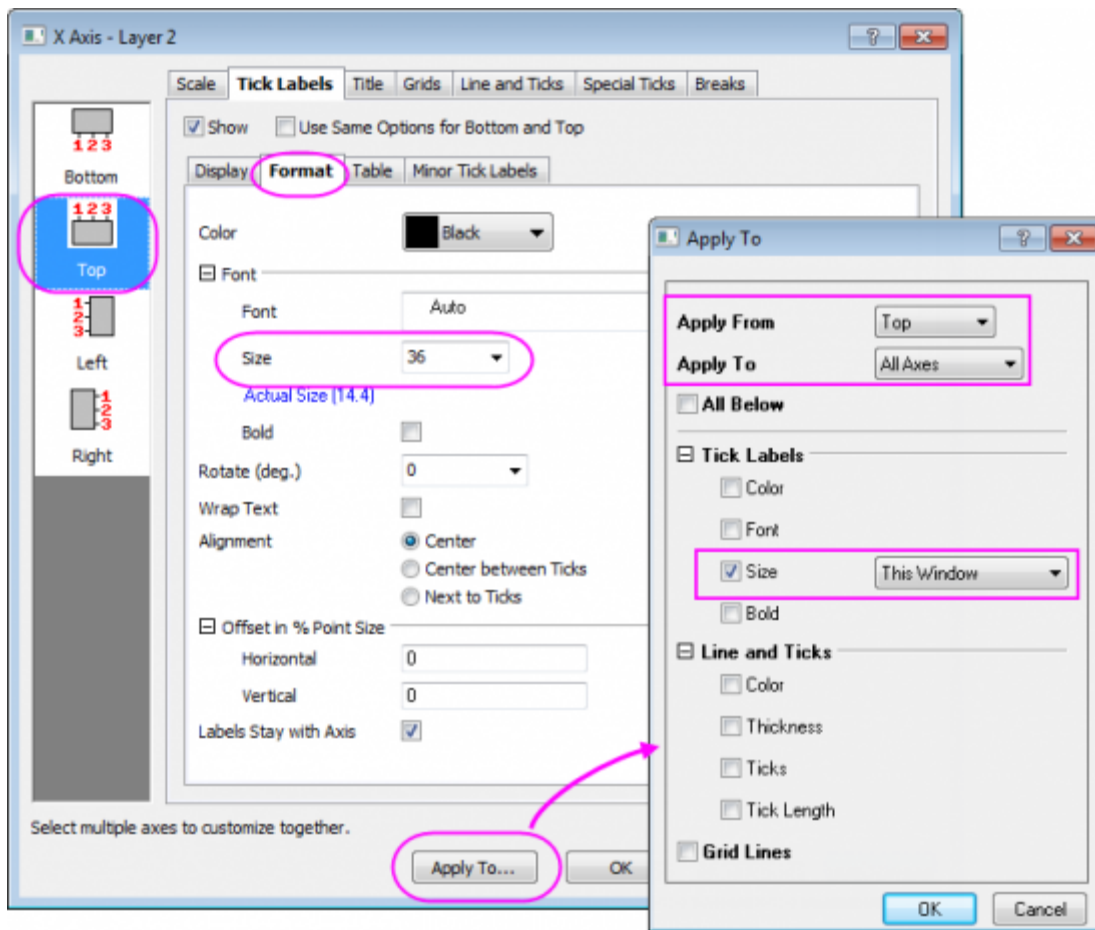 X Axis - Layer 2
Scale Tick Labels Title Grids Line and Ticks Special Ticks Breaks
Show Use Same Options for Bottom and Top
Display Format Table Minor Tick Labels
123
Bottom
123
Top
1
2
3
Left
1
2
3
Right
Color Black
Font
Font Auto
Size 36
Actual Size (14.4)
Bold
Rotate (deg.) 0
Wrap Text
Alignment Center
Center between Ticks
Next to Ticks
Offset in % Point Size
Horizontal 0
Vertical 0
Labels Stay with Axis
Select multiple axes to customize together.
Apply To... OK
Apply To
Apply From Top
Apply To All Axes
All Below
Tick Labels
Color
Font
Size This Window
Bold
Line and Ticks
Color
Thickness
Ticks
Tick Length
Grid Lines
OK Cancel